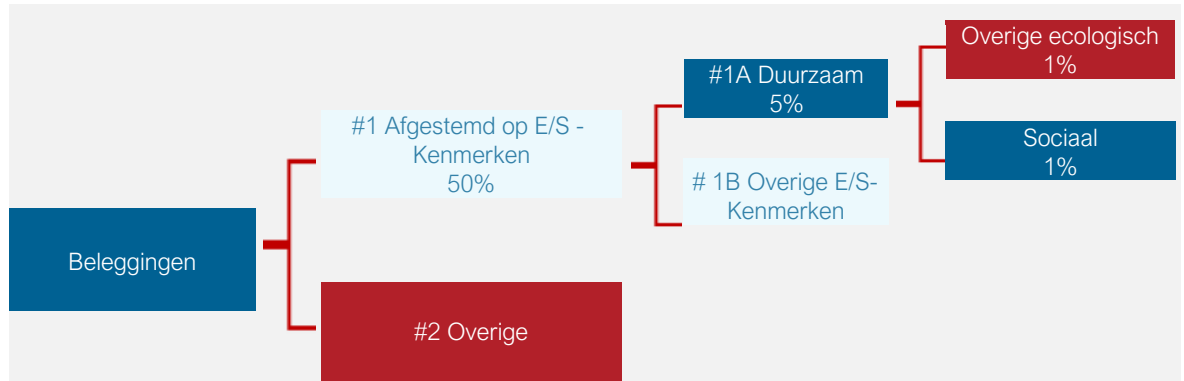 Beleggingen
#1 Afgestemd op E/S -
Kenmerken
50%
#2 Overige
#1A Duurzaam
5%
# 1B Overige E/S-
Kenmerken
Overige ecologisch
1%
Sociaal
1%